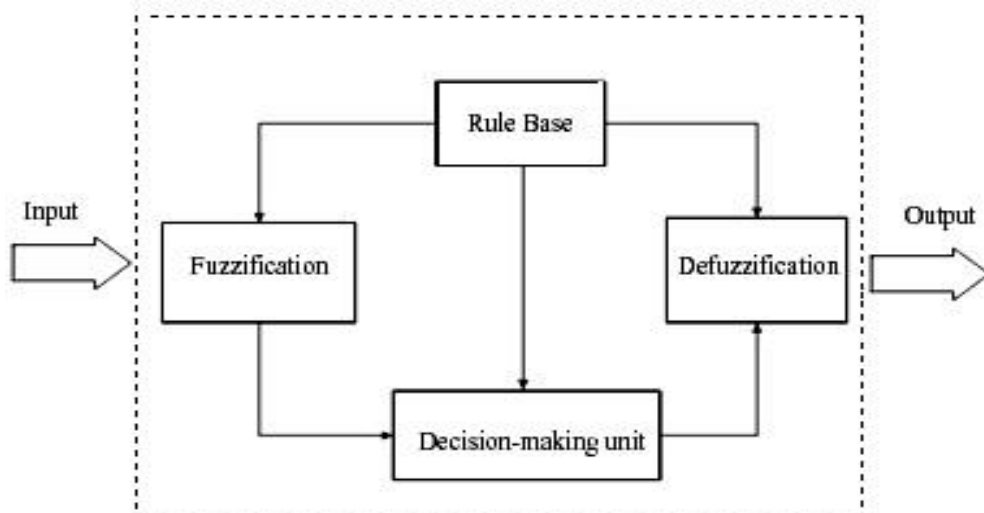 Rule Base
Input
Fuzzification
Defuzzification
Output
Decision-making unit